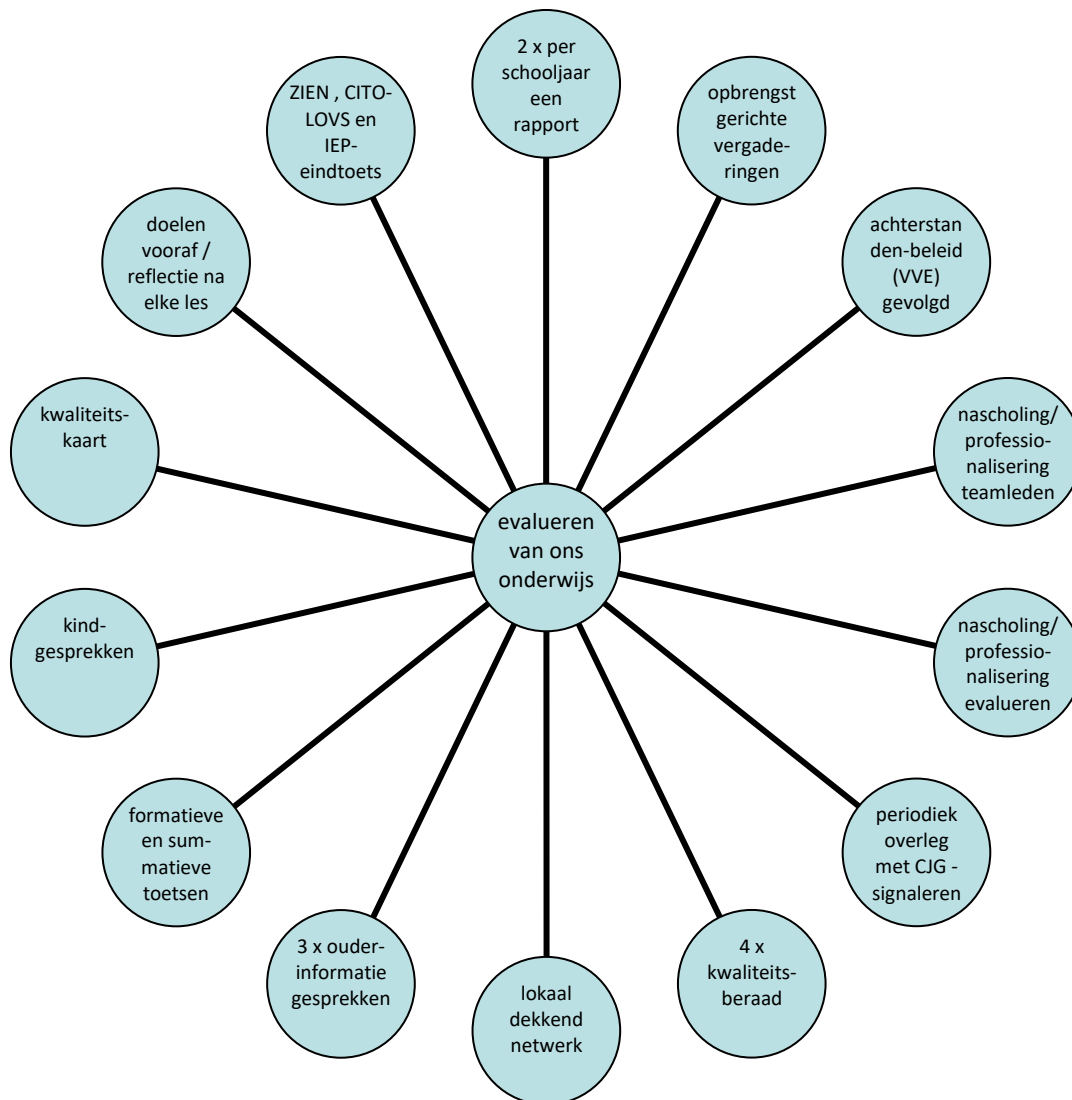 2 x per
schooljaar
een
rapport
opbrengst
gerichte
vergade-
ringen
achterstan
den-beleid
(VVE)
gevolgd
nascholing/
professio-
nalisering
teamleden
nascholing/
professio-
nalisering
evalueren
periodiek
overleg
met CJG -
signaleren
4 x
kwaliteits-
beraad
lokaal
dekkend
netwerk
3 x ouder-
informatie
gesprekken
formatieve
en sum-
matieve
toetsen
kind-
gesprekken
kwaliteits-
kaart
doelen
vooraf /
reflectie na
elke les
ZIEN , CITO-
LOVS en
IEP-
eindtoets
evalueren
van ons
onderwijs